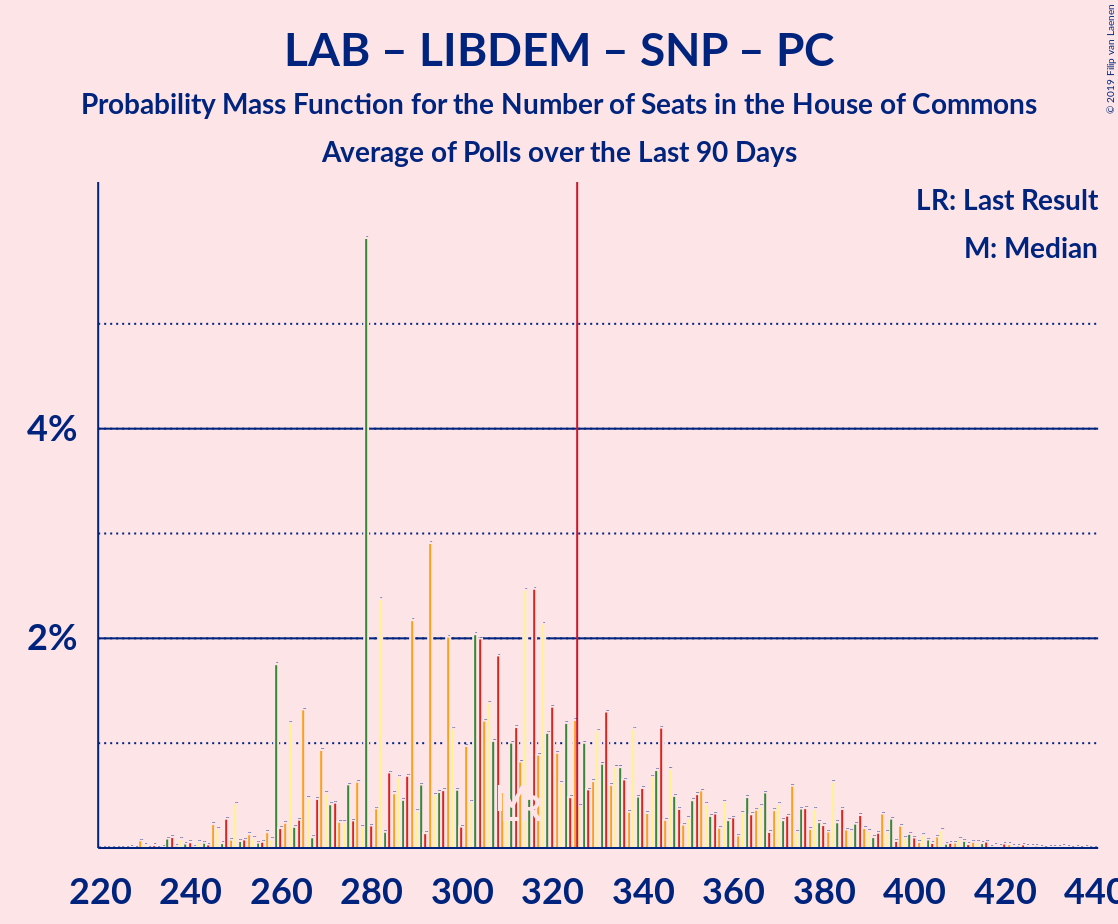 LAB – LIBDEM – SNP – PC
Probability Mass Function for the Number of Seats in the House of Commons
Average of Polls over the Last 90 Days
© 2019 Filip van Laenen
LR: Last Result
M: Median
4%
2%
M
LR
220 240 260 280 300 320 340 360 380 400 420 440